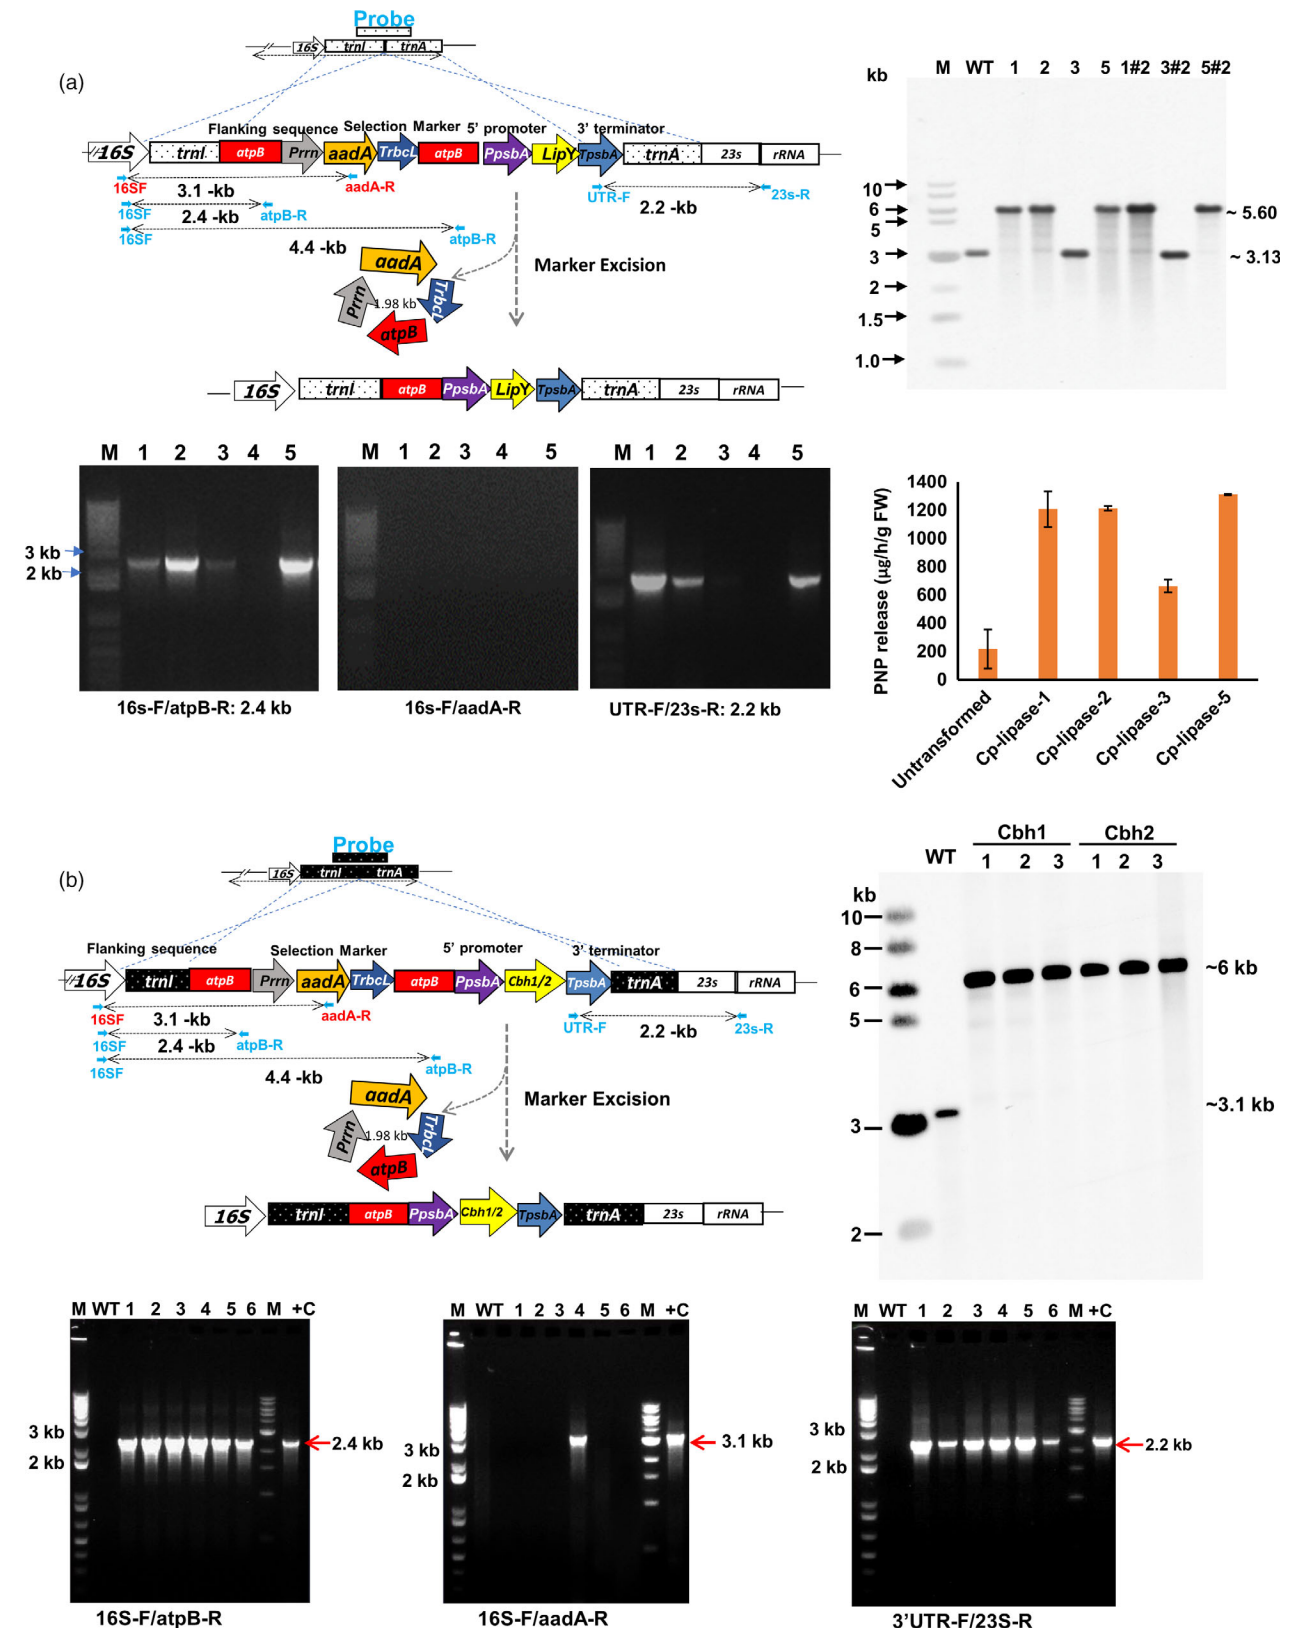 Probe
16S trnI trnA
(a)
Flanking sequence Selection Marker 5' promoter 3' terminator
16S trnI atpB Prrn aadA TrbcL atpB PpsbA LipY TpsbA trnA 23s rRNA
16SF 3.1 -kb aadA-R UTR-F 2.2 -kb 23s-R
16SF 2.4 -kb atpB-R
16SF 4.4 -kb atpB-R
aadA
Prrn 1.98 kb TrbcL
atpB
Marker Excision
16S trnI atpB PpsbA LipY TpsbA trnA 23s rRNA
kb M WT 1 2 3 5 1#2 3#2 5#2
10
6
5
3
2
1.5
1.0
~ 5.60
~ 3.13
M 1 2 3 4 5
3 kb
2 kb
16s-F/atpB-R: 2.4 kb
M 1 2 3 4 5
16s-F/aadA-R
M 1 2 3 4 5
UTR-F/23s-R: 2.2 kb
PNP release (µg/h/g FW)
1400
1200
1000
800
600
400
200
0
Untransformed
Cp-lipase-1
Cp-lipase-2
Cp-lipase-3
Cp-lipase-5
Probe
16S trnI trnA
(b)
Flanking sequence Selection Marker 5' promoter 3' terminator
16S trnI atpB Prrn aadA TrbcL atpB PpsbA Cbh1/2 TpsbA trnA 23s rRNA
16SF 3.1 -kb aadA-R UTR-F 2.2 -kb 23s-R
16SF 2.4 -kb atpB-R
16SF 4.4 -kb atpB-R
aadA
Prrn 1.98 kb TrbcL
atpB
Marker Excision
16S trnI atpB PpsbA Cbh1/2 TpsbA trnA 23s rRNA
Cbh1 Cbh2
WT 1 2 3 1 2 3
kb
10
8
6
5
3
2
~6 kb
~3.1 kb
M WT 1 2 3 4 5 6 M +C
3 kb
2 kb
2.4 kb
16S-F/atpB-R
M WT 1 2 3 4 5 6 M +C
3 kb
2 kb
3.1 kb
16S-F/aadA-R
M WT 1 2 3 4 5 6 M +C
3 kb
2 kb
2.2 kb
3'UTR-F/23S-R